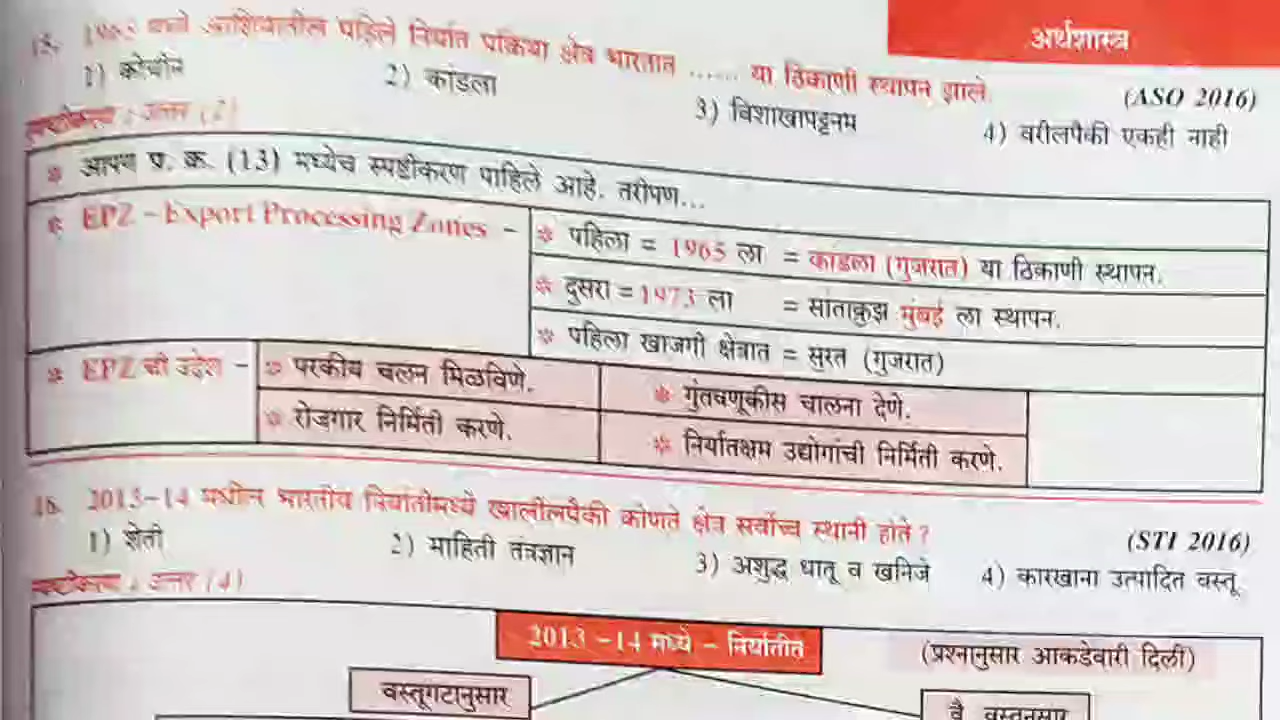 अर्थशास्त्र
15. 1965 मध्ये आशियातील पहिले निर्यात प्रक्रिया क्षेत्र भारतात ...... या ठिकाणी स्थापन झाले.
(ASO 2016)
1) कोचीन 2) कांडला 3) विशाखापट्टनम 4) वरीलपैकी एकही नाही
स्पष्टीकरण : उत्तर (2)
* आपण प्र. क्र. (13) मध्येच स्पष्टीकरण पाहिले आहे. तरीपण...
* EPZ – Export Processing Zones –
* पहिला = 1965 ला = कांडला (गुजरात) या ठिकाणी स्थापन.
* दुसरा = 1973 ला = सांताक्रुझ मुंबई ला स्थापन.
* पहिला खाजगी क्षेत्रात = सुरत (गुजरात)
* EPZ ची उद्देश –
* परकीय चलन मिळविणे. * गुंतवणूकीस चालना देणे.
* रोजगार निर्मिती करणे. * निर्यातक्षम उद्योगांची निर्मिती करणे.
16. 2013–14 मधील भारतीय निर्यातीमध्ये खालीलपैकी कोणते क्षेत्र सर्वोच्च स्थानी होते ?
(STI 2016)
1) शेती 2) माहिती तंत्रज्ञान 3) अशुद्ध धातू व खनिजे 4) कारखाना उत्पादित वस्तू
स्पष्टीकरण : उत्तर (4)
2013 –14 मध्ये – निर्यातीत
(प्रश्नानुसार आकडेवारी दिली)
वस्तूगटानुसार